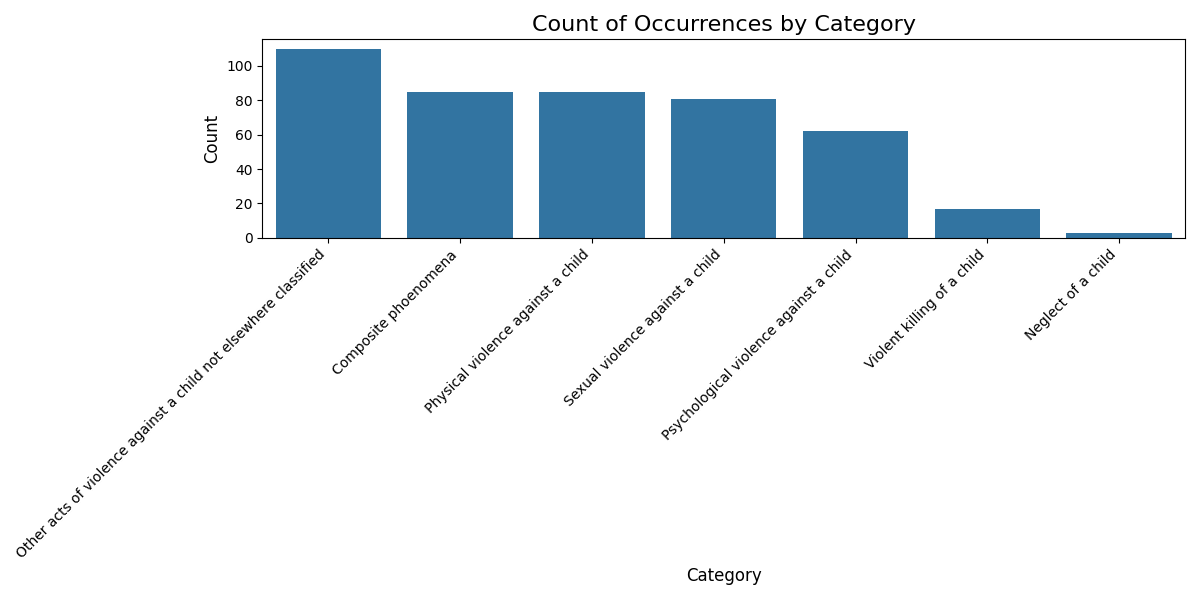 Count of Occurrences by Category
Count
100
80
60
40
20
0
Other acts of violence against a child not elsewhere classified
Composite phoenomena
Physical violence against a child
Sexual violence against a child
Psychological violence against a child
Violent killing of a child
Neglect of a child
Category